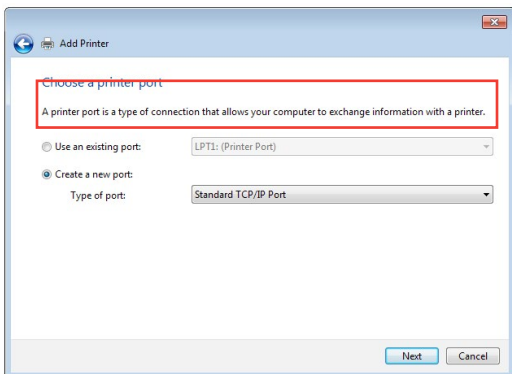 Add Printer
Choose a printer port
A printer port is a type of connection that allows your computer to exchange information with a printer.
Use an existing port: LPT1: (Printer Port)
Create a new port:
Type of port: Standard TCP/IP Port
Next Cancel